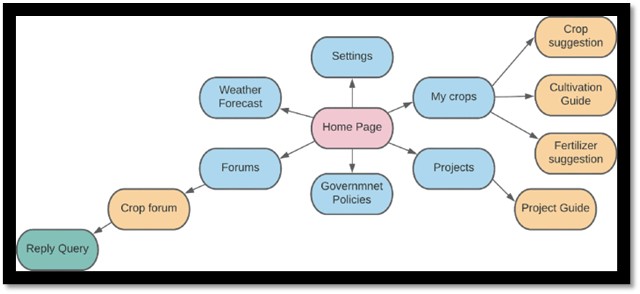 Crop
suggestion
Settings
Weather
Forecast
My crops
Cultivation
Guide
Home Page
Fertilizer
suggestion
Forums
Projects
Governmnet
Policies
Crop forum
Project Guide
Reply Query